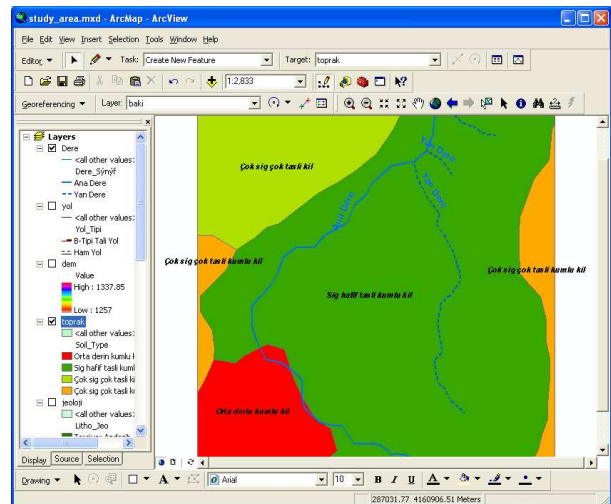 study_area.mxd - ArcMap - ArcView
File Edit View Insert Selection Tools Window Help
Editor Task: Create New Feature Target: toprak
1:2,833
Georeferencing Layer: baki
Layers
Dere
<all other values>
Dere_Sýnýf
Ana Dere
Yan Dere
yol
<all other values>
Yol_Tipi
B-Tipi Tali Yol
Ham Yol
dem
Value
High : 1337.85
Low : 1257
toprak
<all other values>
Soil_Type
Orta derin kumlu k
Sig hafif tasli kuml
Çok sig çok tasli k
Çok sig çok tasli k
jeoloji
<all other values:
Litho_Jeo
Display Source Selection
Çok sig çok tasli kil
Yan Dere
Yan Dere
Ana Dere
Çok sig çok tasli kumlu kil
Çok sig çok tasli kumlu kil
Sig hafif tasli kumlu kil
Orta derin kumlu kil
Drawing A Arial 10 B I U A
287031.77 4160906.51 Meters